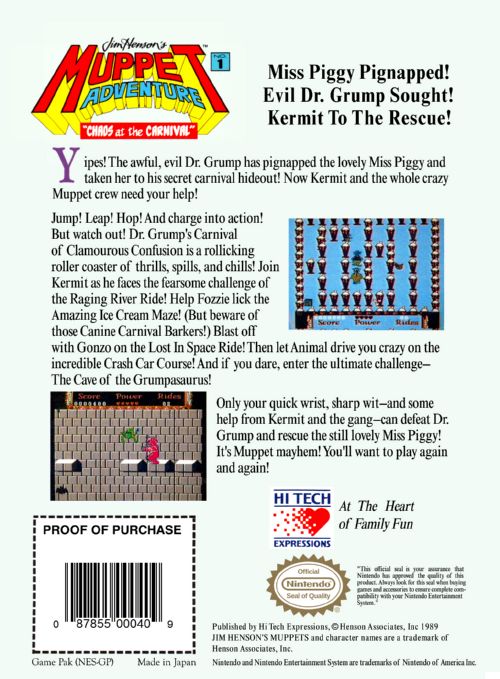 Jim Henson's
MUPPET
ADVENTURE
NO.
1
"CHAOS at the CARNIVAL"
TM
Miss Piggy Pignapped!
Evil Dr. Grump Sought!
Kermit To The Rescue!
Yipes! The awful, evil Dr. Grump has pignapped the lovely Miss Piggy and
taken her to his secret carnival hideout! Now Kermit and the whole crazy
Muppet crew need your help!
Jump! Leap! Hop! And charge into action!
But watch out! Dr. Grump's Carnival
of Clamourous Confusion is a rollicking
roller coaster of thrills, spills, and chills! Join
Kermit as he faces the fearsome challenge of
the Raging River Ride! Help Fozzie lick the
Amazing Ice Cream Maze! (But beware of
those Canine Carnival Barkers!) Blast off
with Gonzo on the Lost In Space Ride! Then let Animal drive you crazy on the
incredible Crash Car Course! And if you dare, enter the ultimate challenge–
The Cave of the Grumpasaurus!
Score Power Rides
Score Power Rides
Only your quick wrist, sharp wit–and some
help from Kermit and the gang–can defeat Dr.
Grump and rescue the still lovely Miss Piggy!
It's Muppet mayhem! You'll want to play again
and again!
HI TECH
EXPRESSIONS
At The Heart
of Family Fun
PROOF OF PURCHASE
0 87855 00040 9
Official
Nintendo
Seal of Quality
"This official seal is your assurance that
Nintendo has approved the quality of this
product. Always look for this seal when buying
games and accessories to ensure complete com-
patibility with your Nintendo Entertainment
System."
Published by Hi Tech Expressions, © Henson Associates, Inc 1989
JIM HENSON'S MUPPETS and character names are a trademark of
Henson Associates, Inc.
Game Pak (NES-GP) Made in Japan
Nintendo and Nintendo Entertainment System are trademarks of Nintendo of America Inc.